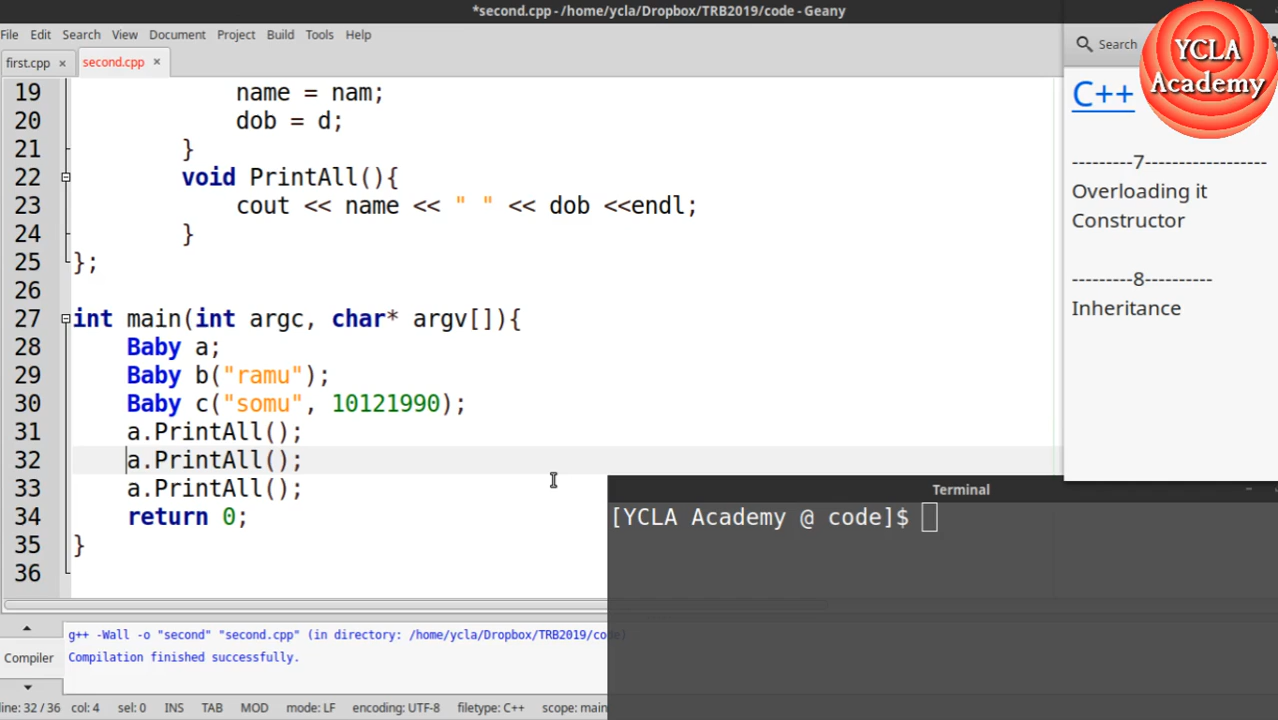 *second.cpp - /home/ycla/Dropbox/TRB2019/code - Geany
File Edit Search View Document Project Build Tools Help
first.cpp × second.cpp ×
19 name = nam;
20 dob = d;
21 }
22 void PrintAll(){
23 cout << name << " " << dob <<endl;
24 }
25 };
26
27 int main(int argc, char* argv[]){
28 Baby a;
29 Baby b("ramu");
30 Baby c("somu", 10121990);
31 a.PrintAll();
32 a.PrintAll();
33 a.PrintAll();
34 return 0;
35 }
36
Search
YCLA
Academy
C++
---------7-----------------
Overloading it
Constructor
---------8----------
Inheritance
Terminal
[YCLA Academy @ code]$
Compiler
g++ -Wall -o "second" "second.cpp" (in directory: /home/ycla/Dropbox/TRB2019/code)
Compilation finished successfully.
line: 32 / 36 col: 4 sel: 0 INS TAB MOD mode: LF encoding: UTF-8 filetype: C++ scope: main